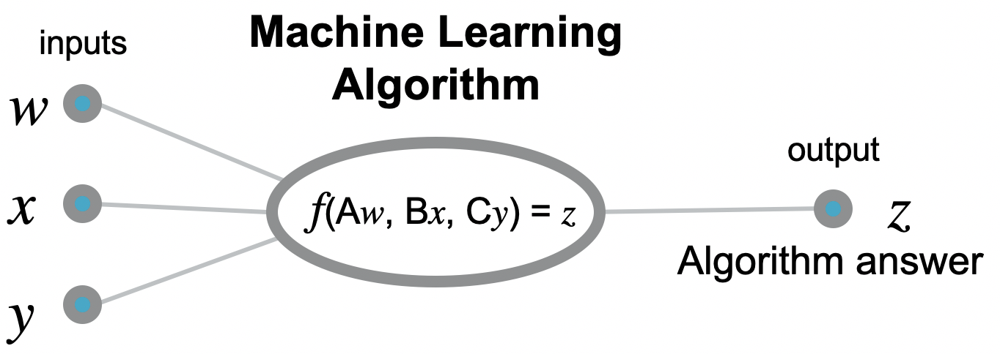 Machine Learning
Algorithm
inputs
w
x
y
f(Aw, Bx, Cy) = z
output
z
Algorithm answer